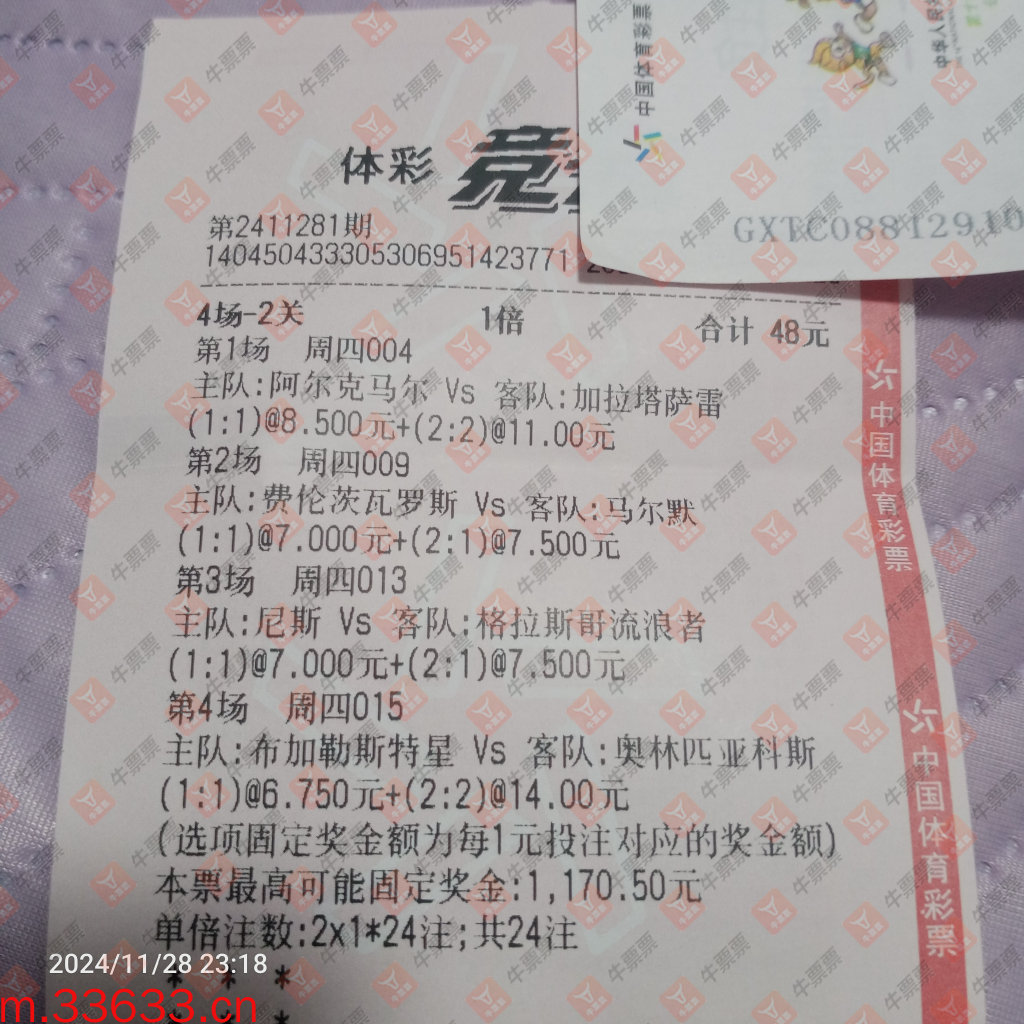 中国体育彩票
GXTC08812910
体彩 竞
第2411281期
140450433305306951423771
4场-2关 1倍 合计 48元
第1场 周四004
主队:阿尔克马尔 Vs 客队:加拉塔萨雷
(1:1)@8.500元+(2:2)@11.00元
第2场 周四009
主队:费伦茨瓦罗斯 Vs 客队:马尔默
(1:1)@7.000元+(2:1)@7.500元
第3场 周四013
主队:尼斯 Vs 客队:格拉斯哥流浪者
(1:1)@7.000元+(2:1)@7.500元
第4场 周四015
主队:布加勒斯特星 Vs 客队:奥林匹亚科斯
(1:1)@6.750元+(2:2)@14.00元
(选项固定奖金额为每1元投注对应的奖金额)
本票最高可能固定奖金:1,170.50元
单倍注数:2x1*24注;共24注
* * *
中国体育彩票
中国体育彩票
2024/11/28 23:18
m.33633.cn
牛票票